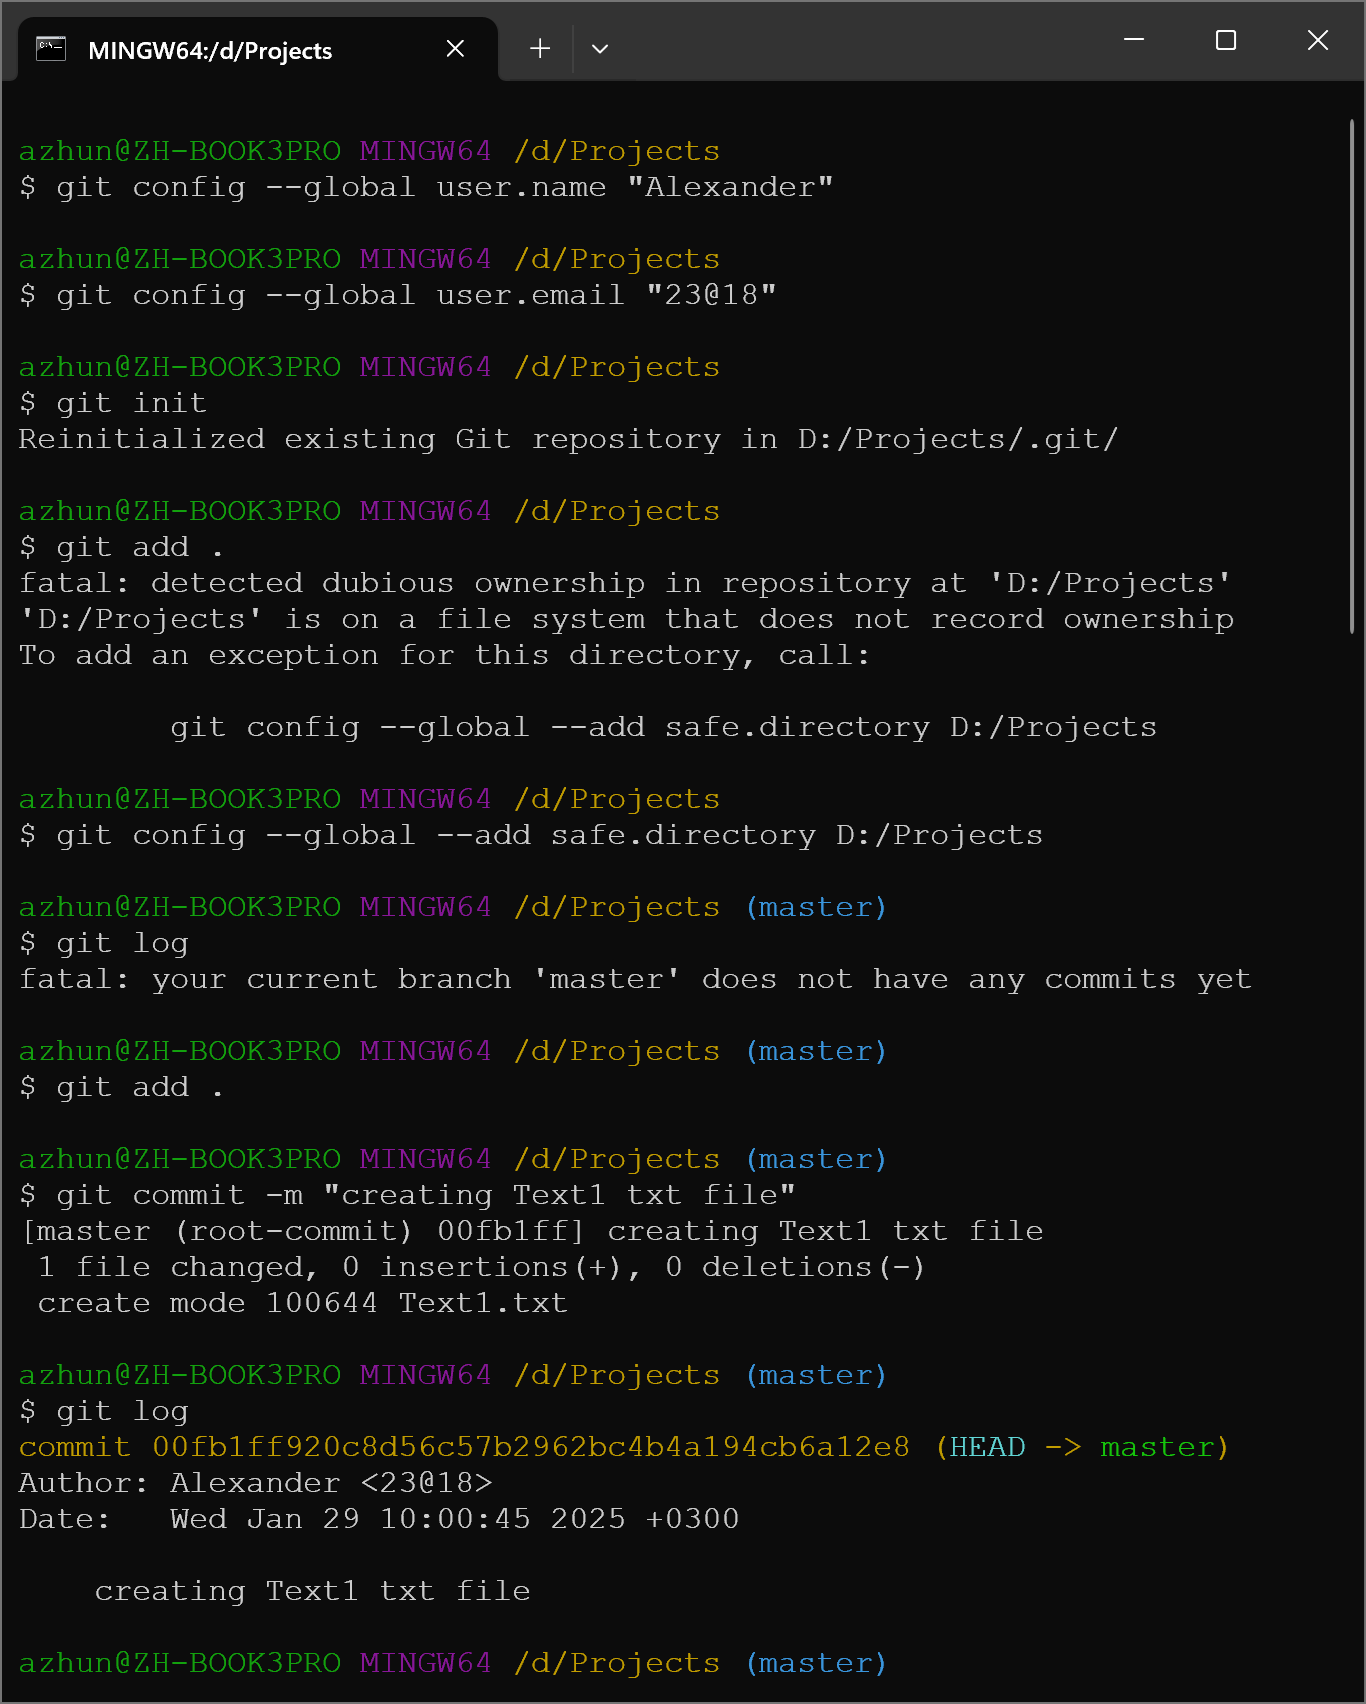 MINGW64:/d/Projects
azhun@ZH-BOOK3PRO MINGW64 /d/Projects
$ git config --global user.name "Alexander"
azhun@ZH-BOOK3PRO MINGW64 /d/Projects
$ git config --global user.email "23@18"
azhun@ZH-BOOK3PRO MINGW64 /d/Projects
$ git init
Reinitialized existing Git repository in D:/Projects/.git/
azhun@ZH-BOOK3PRO MINGW64 /d/Projects
$ git add .
fatal: detected dubious ownership in repository at 'D:/Projects'
'D:/Projects' is on a file system that does not record ownership
To add an exception for this directory, call:
git config --global --add safe.directory D:/Projects
azhun@ZH-BOOK3PRO MINGW64 /d/Projects
$ git config --global --add safe.directory D:/Projects
azhun@ZH-BOOK3PRO MINGW64 /d/Projects (master)
$ git log
fatal: your current branch 'master' does not have any commits yet
azhun@ZH-BOOK3PRO MINGW64 /d/Projects (master)
$ git add .
azhun@ZH-BOOK3PRO MINGW64 /d/Projects (master)
$ git commit -m "creating Text1 txt file"
[master (root-commit) 00fb1ff] creating Text1 txt file
1 file changed, 0 insertions(+), 0 deletions(-)
create mode 100644 Text1.txt
azhun@ZH-BOOK3PRO MINGW64 /d/Projects (master)
$ git log
commit 00fb1ff920c8d56c57b2962bc4b4a194cb6a12e8 (HEAD -> master)
Author: Alexander <23@18>
Date:   Wed Jan 29 10:00:45 2025 +0300
creating Text1 txt file
azhun@ZH-BOOK3PRO MINGW64 /d/Projects (master)